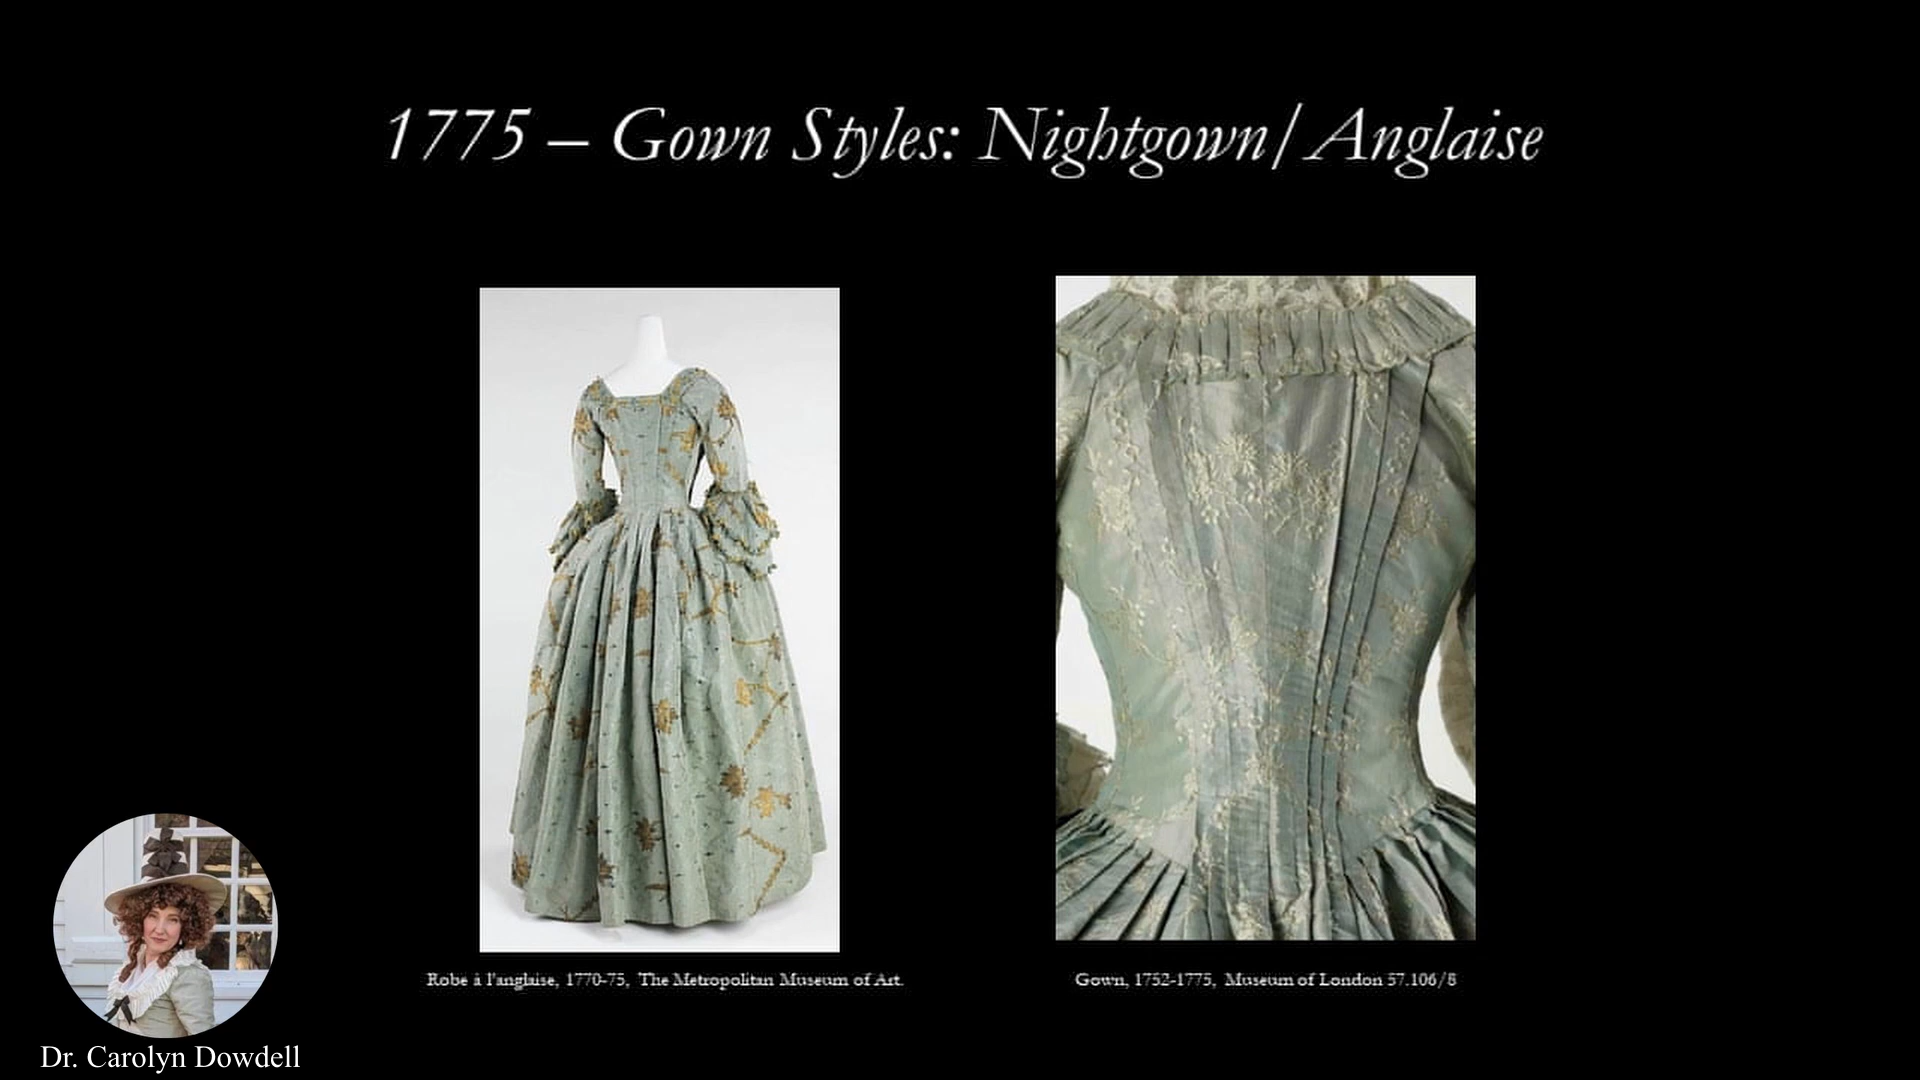 1775 – Gown Styles: Nightgown/Anglaise
Robe à l'anglaise, 1770-75, The Metropolitan Museum of Art.
Gown, 1752-1775, Museum of London 57.106/8
Dr. Carolyn Dowdell